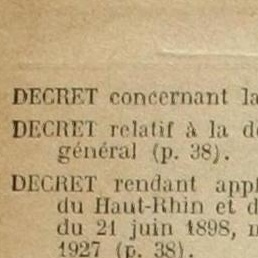 DECRET concernant la
DECRET relatif à la
général (p. 38).
DECRET rendant
du Haut-Rhin et
du 21 juin 1898,
1927 (p. 38).